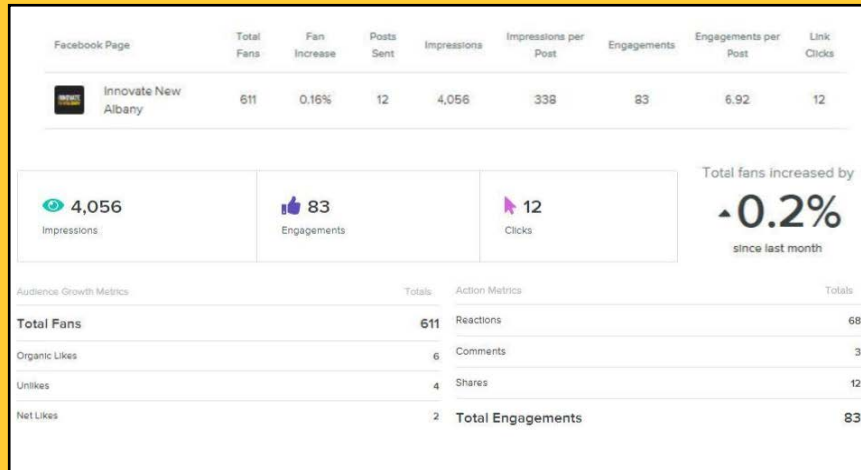 Facebook Page Total Fans Fan Increase Posts Sent Impressions Impressions per Post Engagements Engagements per Post Link Clicks
Innovate New Albany 611 0.16% 12 4,056 338 83 6.92 12
4,056
Impressions
83
Engagements
12
Clicks
Total fans increased by
0.2%
since last month
Audience Growth Metrics Totals
Total Fans 611
Organic Likes 6
Unlikes 4
Net Likes 2
Action Metrics Totals
Reactions 68
Comments 3
Shares 12
Total Engagements 83